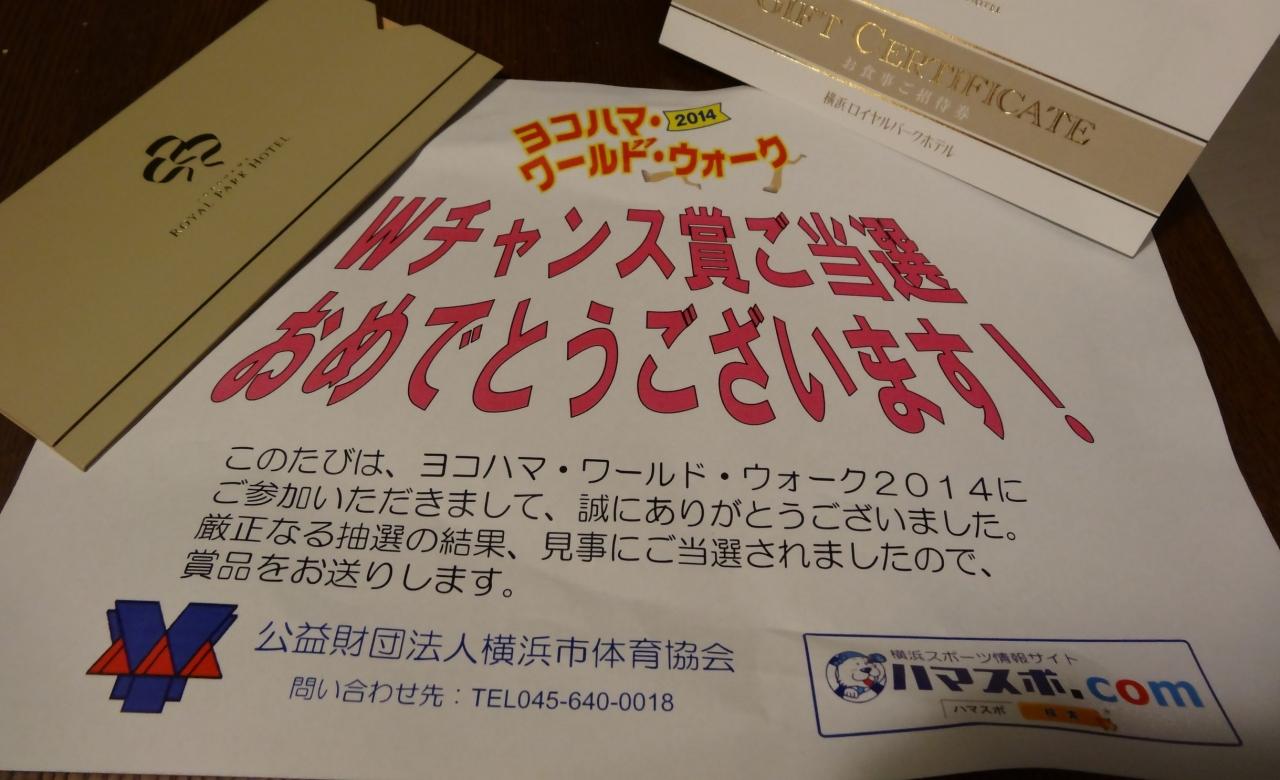 ROYAL PARK HOTEL
GIFT CERTIFICATE
お食事ご招待券
横浜ロイヤルパークホテル
ヨコハマ・2014
ワールド・ウォーク
Wチャンス賞ご当選
おめでとうございます!
このたびは、ヨコハマ・ワールド・ウォーク2014に
ご参加いただきまして、誠にありがとうございました。
厳正なる抽選の結果、見事にご当選されましたので、
賞品をお送りします。
公益財団法人横浜市体育協会
問い合わせ先:TEL045-640-0018
横浜スポーツ情報サイト
ハマスポ.com
ハマスポ 検索